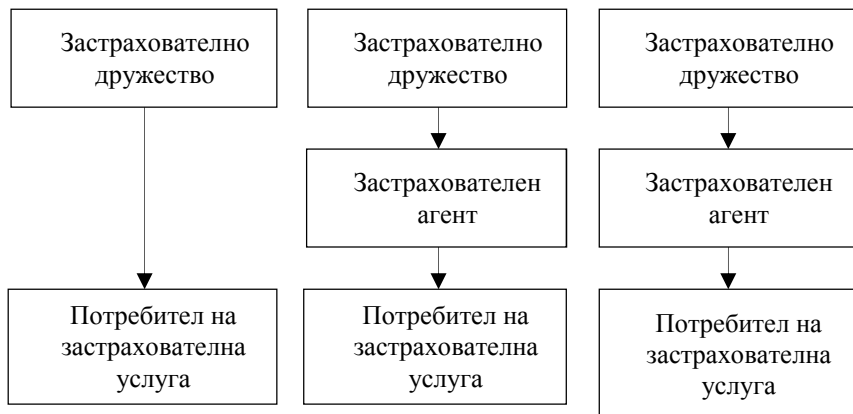 Застрахователно
дружество
Застрахователно
дружество
Застрахователно
дружество
Застрахователен
агент
Застрахователен
агент
Потребител на
застрахователна
услуга
Потребител на
застрахователна
услуга
Потребител на
застрахователна
услуга